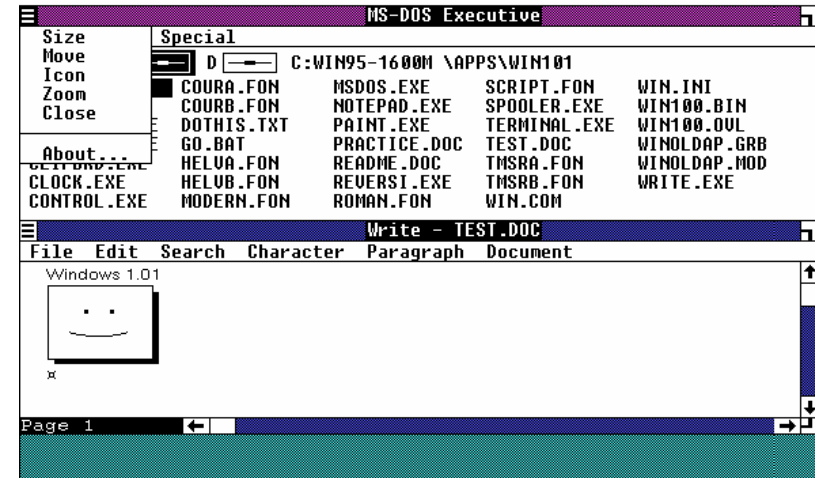 MS-DOS Executive
Size Special
Move D C:WIN95-1600M \APPS\WIN101
Icon
Zoom COURA.FON MSDOS.EXE SCRIPT.FON WIN.INI
Close COURB.FON NOTEPAD.EXE SPOOLER.EXE WIN100.BIN
DOTHIS.TXT PAINT.EXE TERMINAL.EXE WIN100.OVL
About... GO.BAT PRACTICE.DOC TEST.DOC WINOLDAP.GRB
HELVA.FON README.DOC TMSRA.FON WINOLDAP.MOD
CLOCK.EXE HELVB.FON REVERSI.EXE TMSRB.FON WRITE.EXE
CONTROL.EXE MODERN.FON ROMAN.FON WIN.COM
Write - TEST.DOC
File Edit Search Character Paragraph Document
Windows 1.01
¤
Page 1